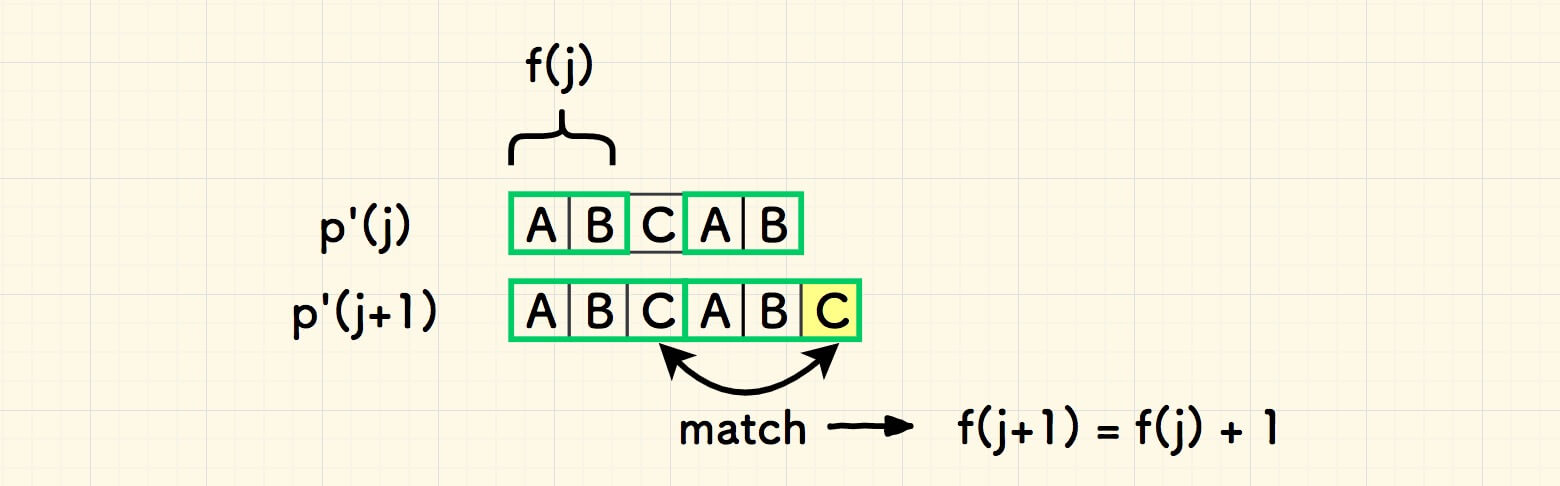 f(j)
p'(j) A B C A B
p'(j+1) A B C A B C
match f(j+1) = f(j) + 1